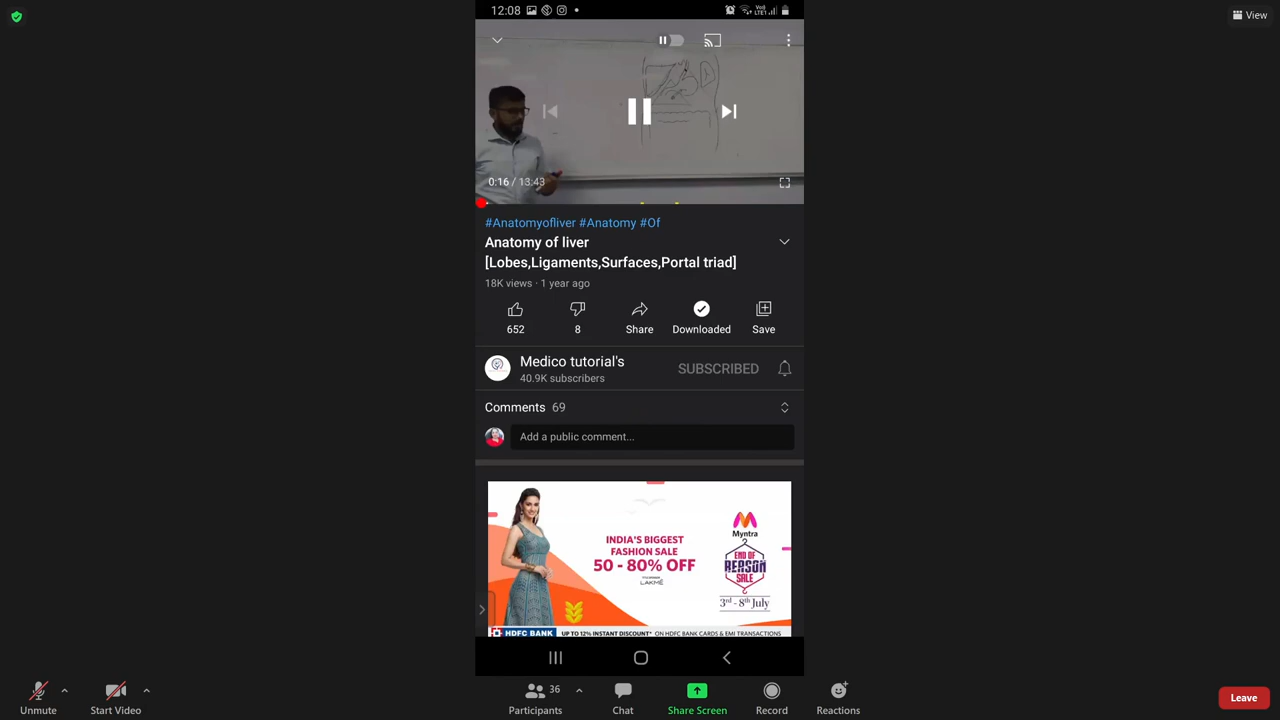 View
12:08
Vo))
LTE1
0:16 / 13:43
#Anatomyofliver #Anatomy #Of
Anatomy of liver
[Lobes,Ligaments,Surfaces,Portal triad]
18K views · 1 year ago
652
8
Share
Downloaded
Save
Medico tutorial's
40.9K subscribers
SUBSCRIBED
Comments 69
Add a public comment...
INDIA'S BIGGEST
FASHION SALE
50 - 80% OFF
LAKMÉ
Myntra
END OF
REASON
SALE
3rd - 8th July
HDFC BANK
UP TO 12% INSTANT DISCOUNT* ON HDFC BANK CARDS & EMI TRANSACTIONS
Unmute
Start Video
Participants
36
Chat
Share Screen
Record
Reactions
Leave